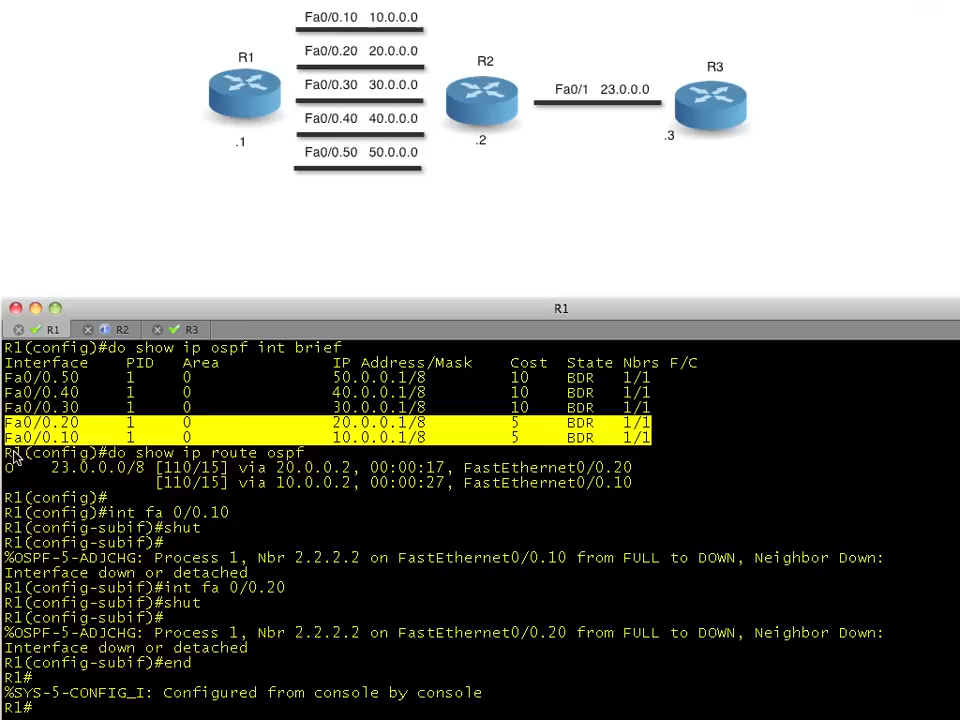 Fa0/0.10 10.0.0.0
R1
Fa0/0.20 20.0.0.0
R2
R3
Fa0/0.30 30.0.0.0
Fa0/1 23.0.0.0
Fa0/0.40 40.0.0.0
.1
.2
.3
Fa0/0.50 50.0.0.0
R1
R1 R2 R3
R1(config)#do show ip ospf int brief
Interface PID Area IP Address/Mask Cost State Nbrs F/C
Fa0/0.50 1 0 50.0.0.1/8 10 BDR 1/1
Fa0/0.40 1 0 40.0.0.1/8 10 BDR 1/1
Fa0/0.30 1 0 30.0.0.1/8 10 BDR 1/1
Fa0/0.20 1 0 20.0.0.1/8 5 BDR 1/1
Fa0/0.10 1 0 10.0.0.1/8 5 BDR 1/1
R1(config)#do show ip route ospf
O 23.0.0.0/8 [110/15] via 20.0.0.2, 00:00:17, FastEthernet0/0.20
[110/15] via 10.0.0.2, 00:00:27, FastEthernet0/0.10
R1(config)#
R1(config)#int fa 0/0.10
R1(config-subif)#shut
R1(config-subif)#
%OSPF-5-ADJCHG: Process 1, Nbr 2.2.2.2 on FastEthernet0/0.10 from FULL to DOWN, Neighbor Down:
Interface down or detached
R1(config-subif)#int fa 0/0.20
R1(config-subif)#shut
R1(config-subif)#
%OSPF-5-ADJCHG: Process 1, Nbr 2.2.2.2 on FastEthernet0/0.20 from FULL to DOWN, Neighbor Down:
Interface down or detached
R1(config-subif)#end
R1#
%SYS-5-CONFIG_I: Configured from console by console
R1#